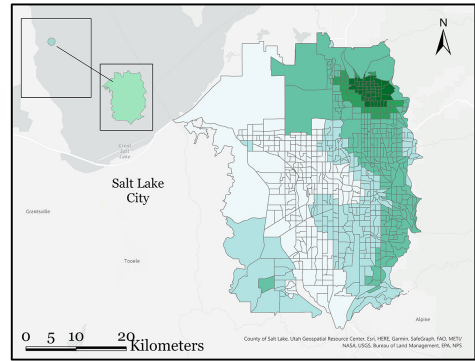 N
Great
Salt
Lake
Salt Lake
City
Grantsville
Tooele
Alpine
0 5 10 20
Kilometers
County of Salt Lake, Utah Geospatial Resource Center, Esri, HERE, Garmin, SafeGraph, FAO, METI/
NASA, USGS, Bureau of Land Management, EPA, NPS